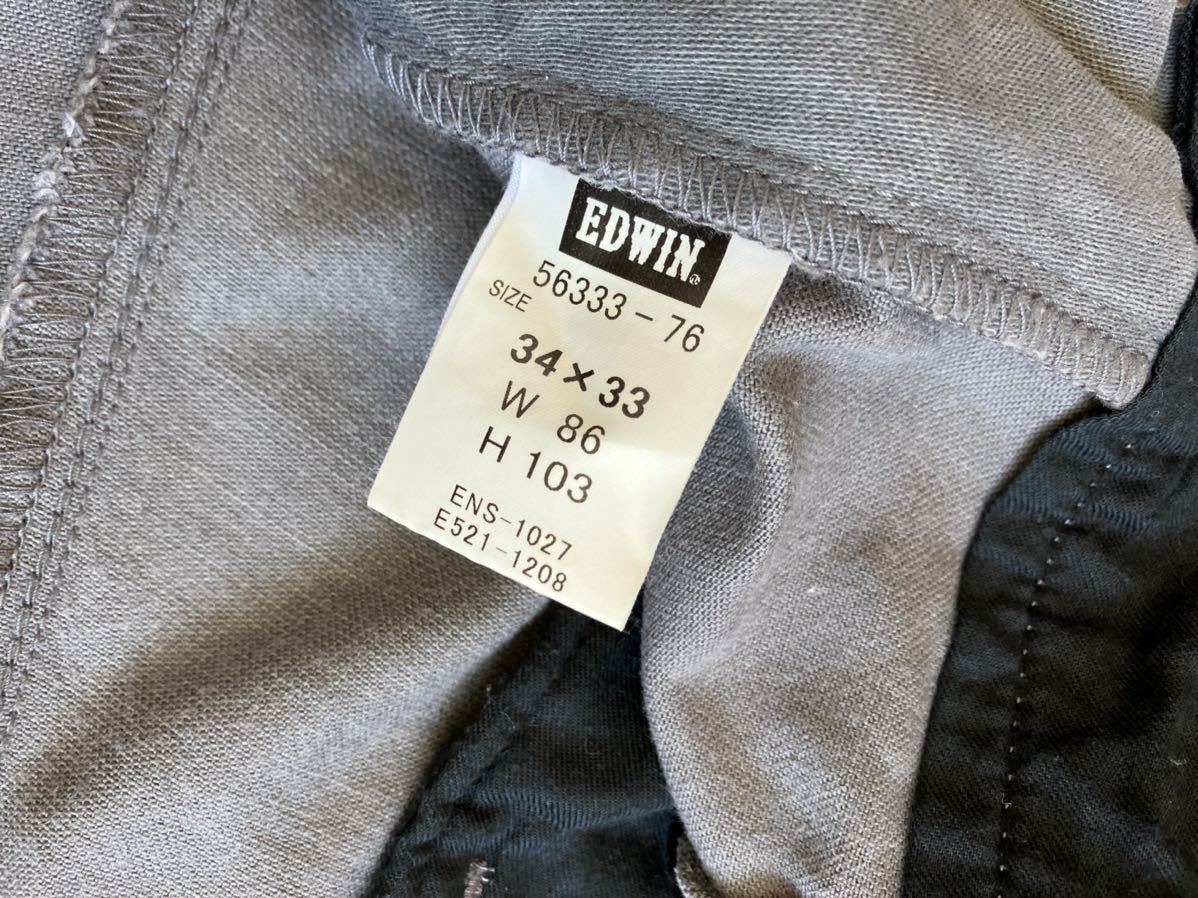 EDWIN
56333-76
SIZE
34×33
W 86
H 103
ENS-1027
E521-1208